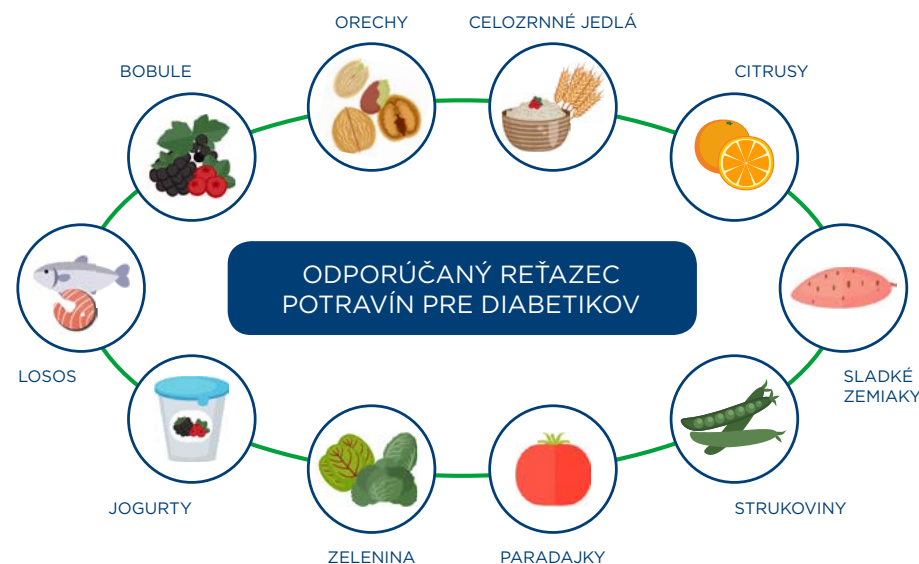 ORECHY
CELOZRNNÉ JEDLÁ
BOBULE
CITRUSY
ODPORÚČANÝ REŤAZEC
POTRAVÍN PRE DIABETIKOV
LOSOS
SLADKÉ
ZEMIAKY
JOGURTY
STRUKOVINY
ZELENINA
PARADAJKY